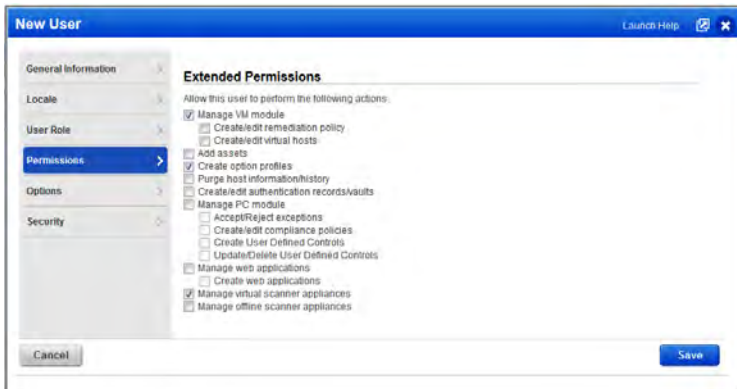 New User
Launch Help
General Information
Locale
User Role
Permissions
Options
Security
Extended Permissions
Allow this user to perform the following actions
Manage VM module
Create/edit remediation policy
Create/edit virtual hosts
Add assets
Create option profiles
Purge host information/history
Create/edit authentication records/vaults
Manage PC module
Accept/Reject exceptions
Create/edit compliance policies
Create User Defined Controls
Update/Delete User Defined Controls
Manage web applications
Create web applications
Manage virtual scanner appliances
Manage offline scanner appliances
Cancel
Save